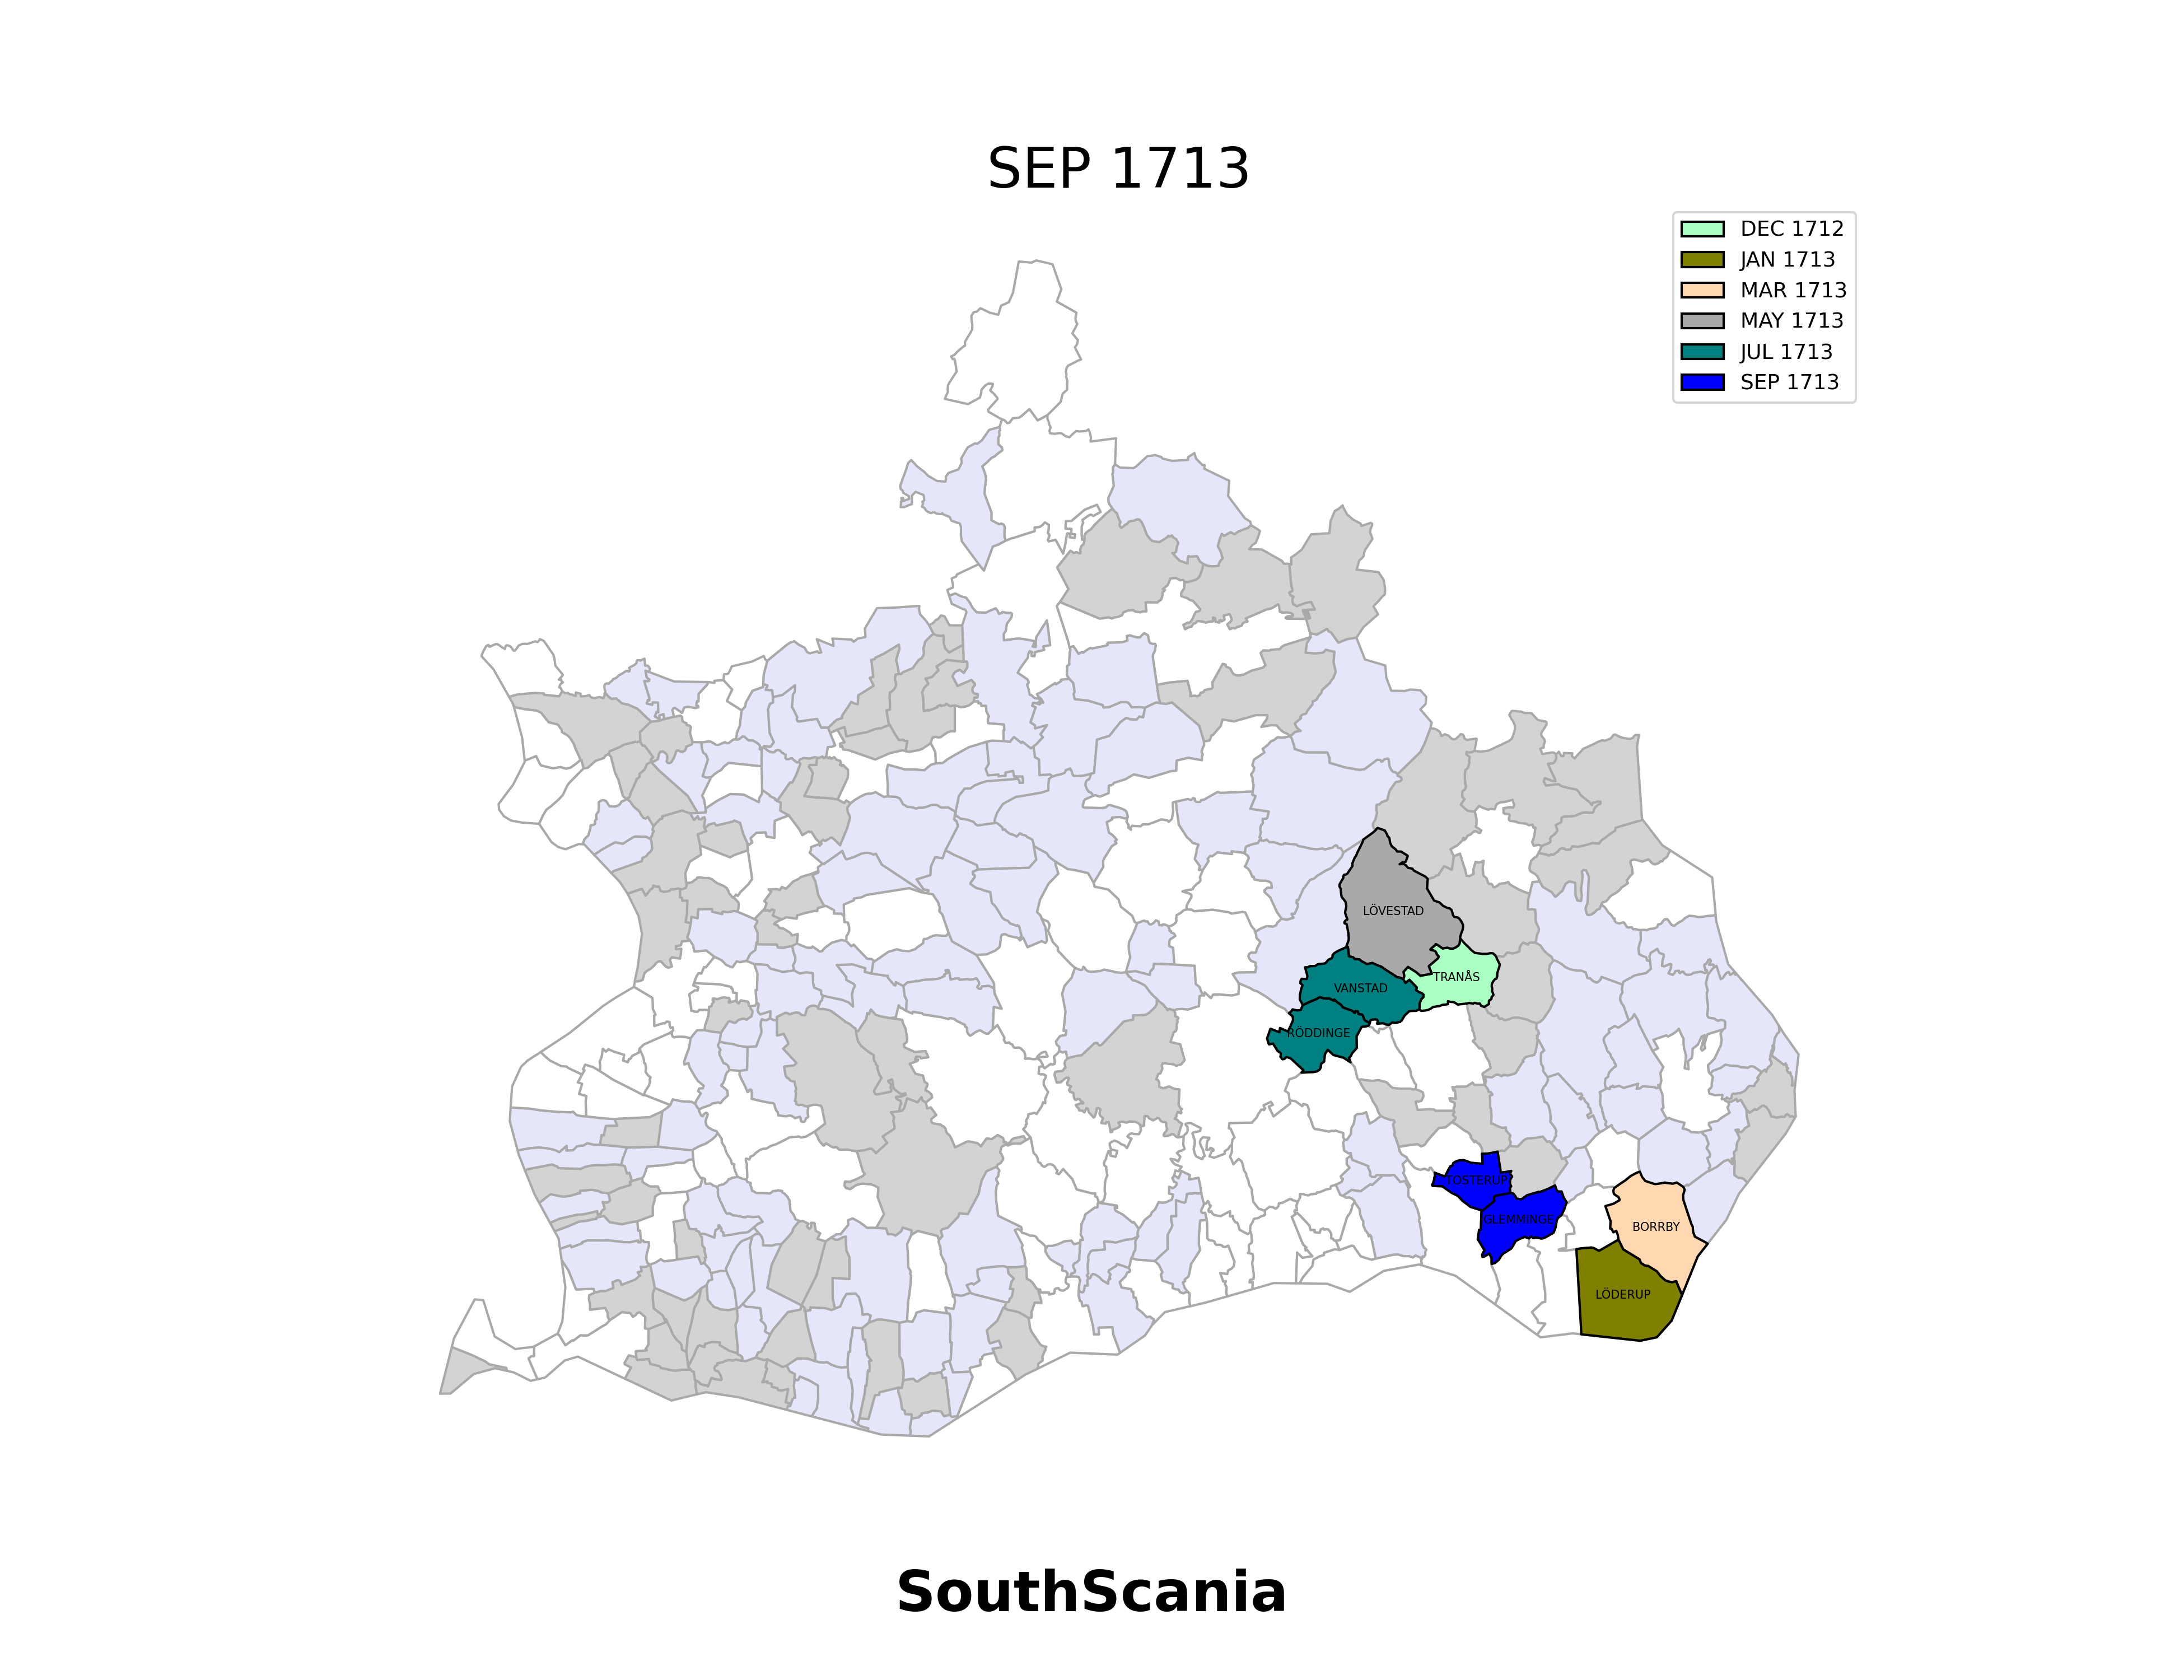 SEP 1713
DEC 1712
JAN 1713
MAR 1713
MAY 1713
JUL 1713
SEP 1713
LÖVESTAD
TRANÅS
VANSTAD
RÖDDINGE
TOSTERUP
GLEMMINGE
BORRBY
LÖDERUP
SouthScania